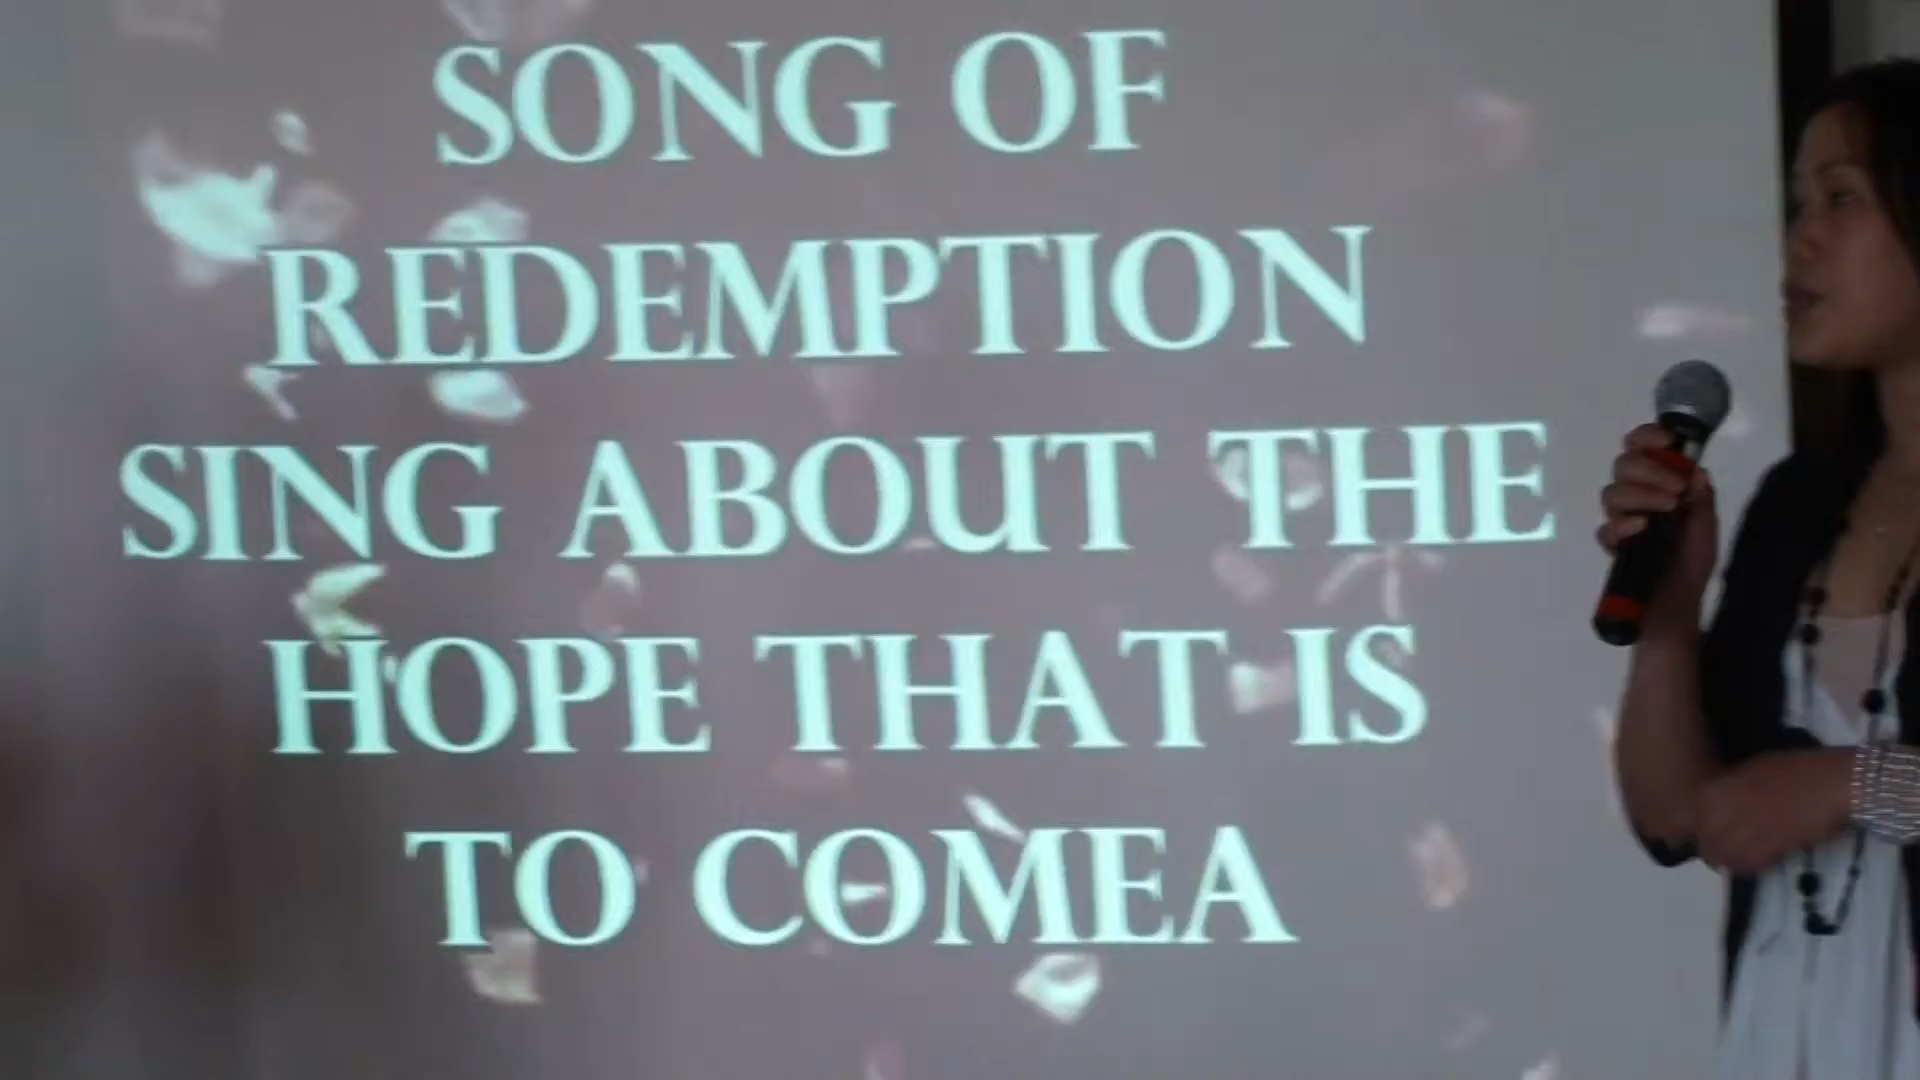 SONG OF
REDEMPTION
SING ABOUT THE
HOPE THAT IS
TO COMEA